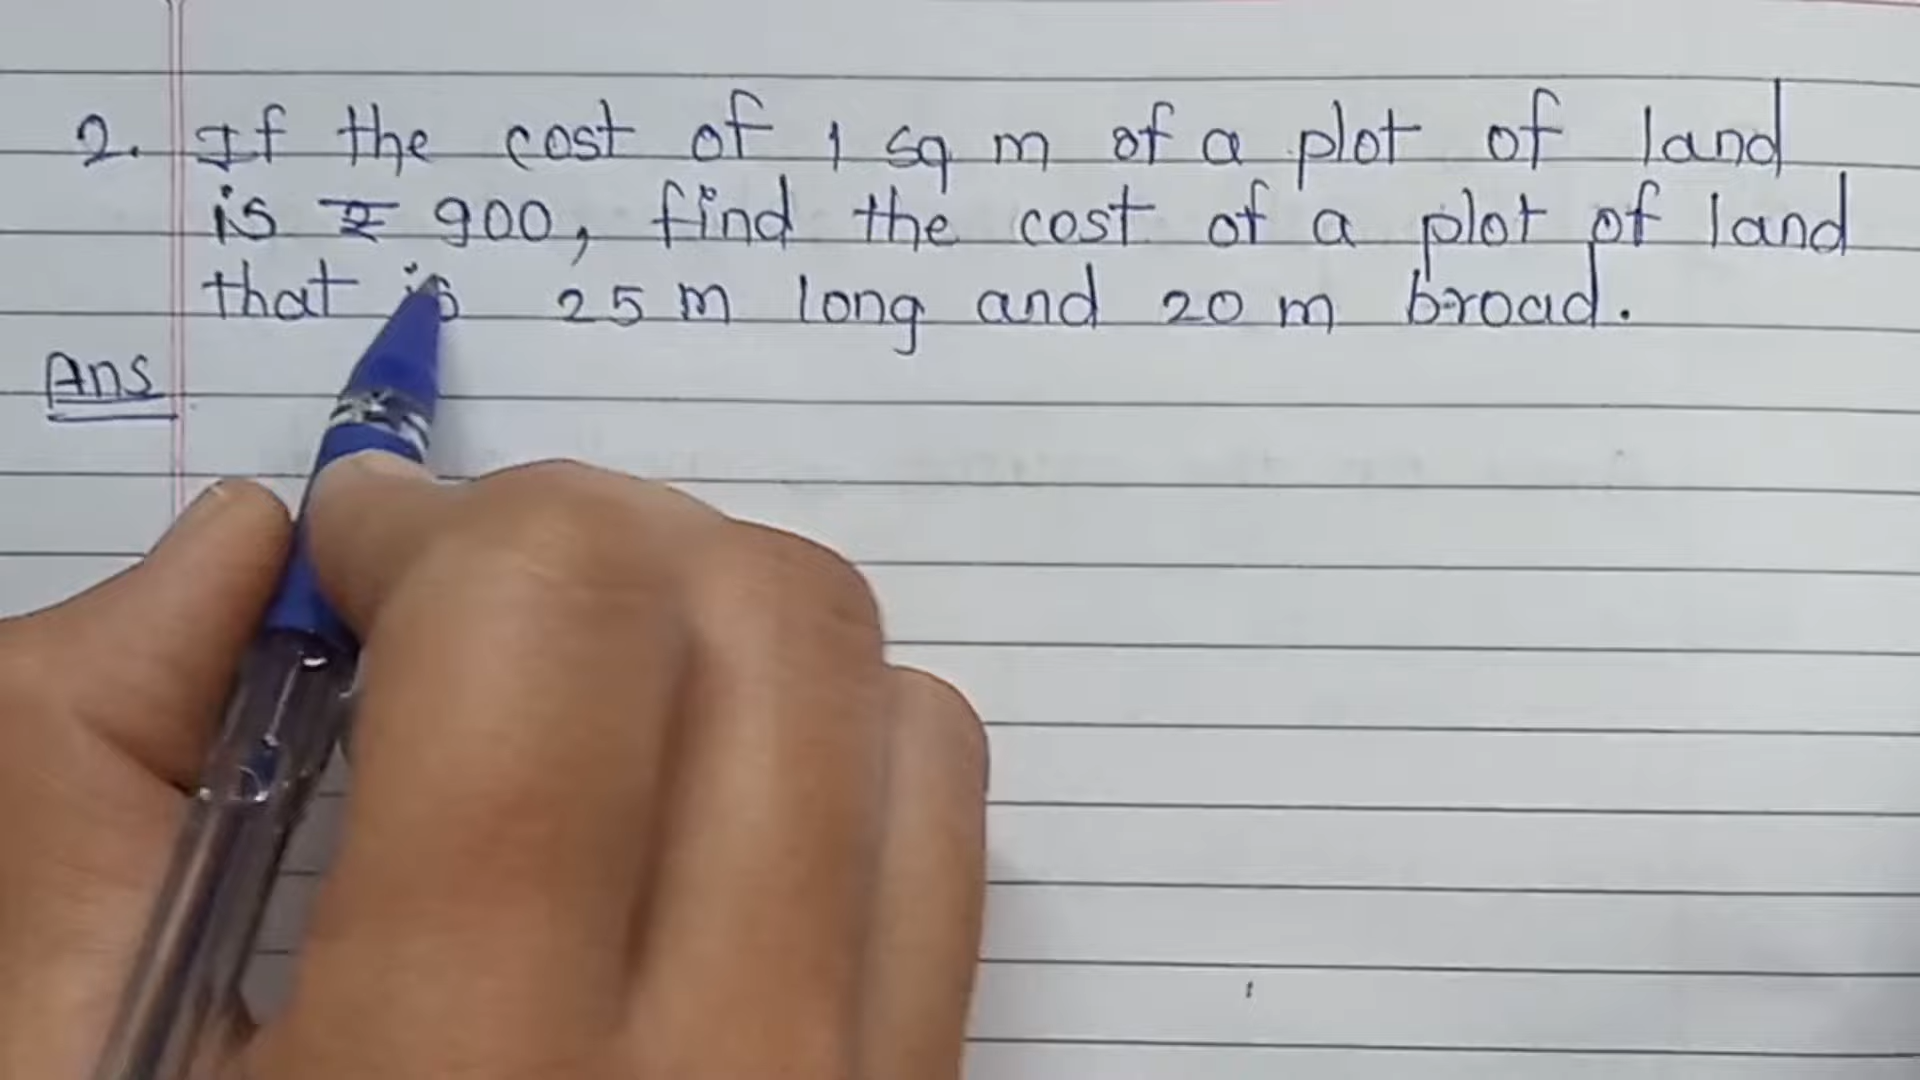 2. If the cost of 1 sq m of a plot of land
is ₹ 900, find the cost of a plot of land
that is 25 m long and 20 m broad.
Ans